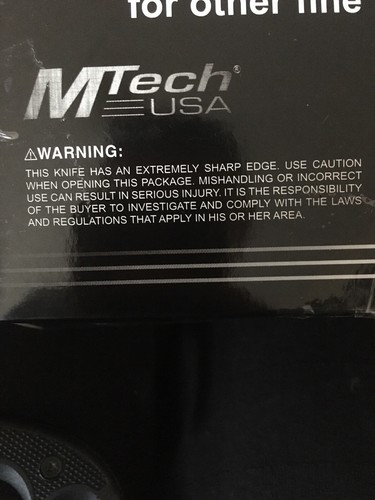 for other fine
MTech®
USA
⚠WARNING:
THIS KNIFE HAS AN EXTREMELY SHARP EDGE. USE CAUTION
WHEN OPENING THIS PACKAGE. MISHANDLING OR INCORRECT
USE CAN RESULT IN SERIOUS INJURY. IT IS THE RESPONSIBILITY
OF THE BUYER TO INVESTIGATE AND COMPLY WITH THE LAWS
AND REGULATIONS THAT APPLY IN HIS OR HER AREA.